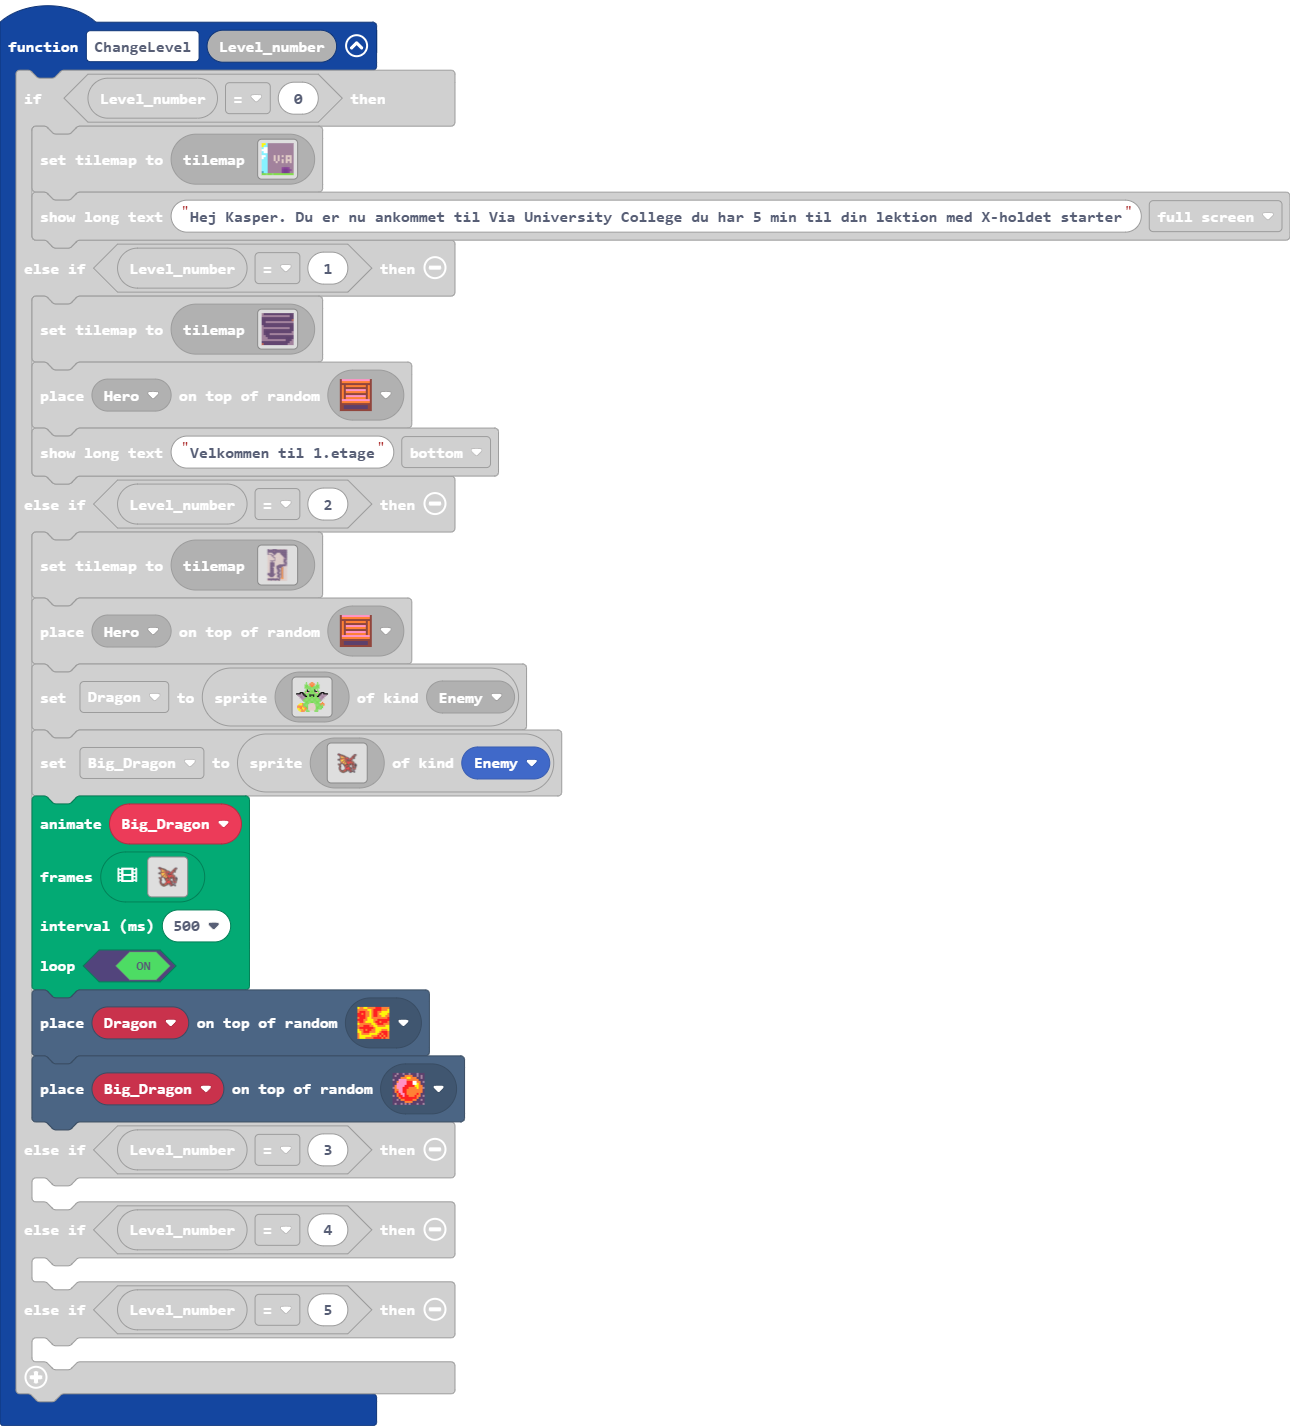 function ChangeLevel Level_number
if Level_number = 0 then
set tilemap to tilemap ViA
show long text "Hej Kasper. Du er nu ankommet til Via University College du har 5 min til din lektion med X-holdet starter" full screen
else if Level_number = 1 then
set tilemap to tilemap
place Hero on top of random
show long text "Velkommen til 1.etage" bottom
else if Level_number = 2 then
set tilemap to tilemap
place Hero on top of random
set Dragon to sprite of kind Enemy
set Big_Dragon to sprite of kind Enemy
animate Big_Dragon
frames
interval (ms) 500
loop ON
place Dragon on top of random
place Big_Dragon on top of random
else if Level_number = 3 then
else if Level_number = 4 then
else if Level_number = 5 then